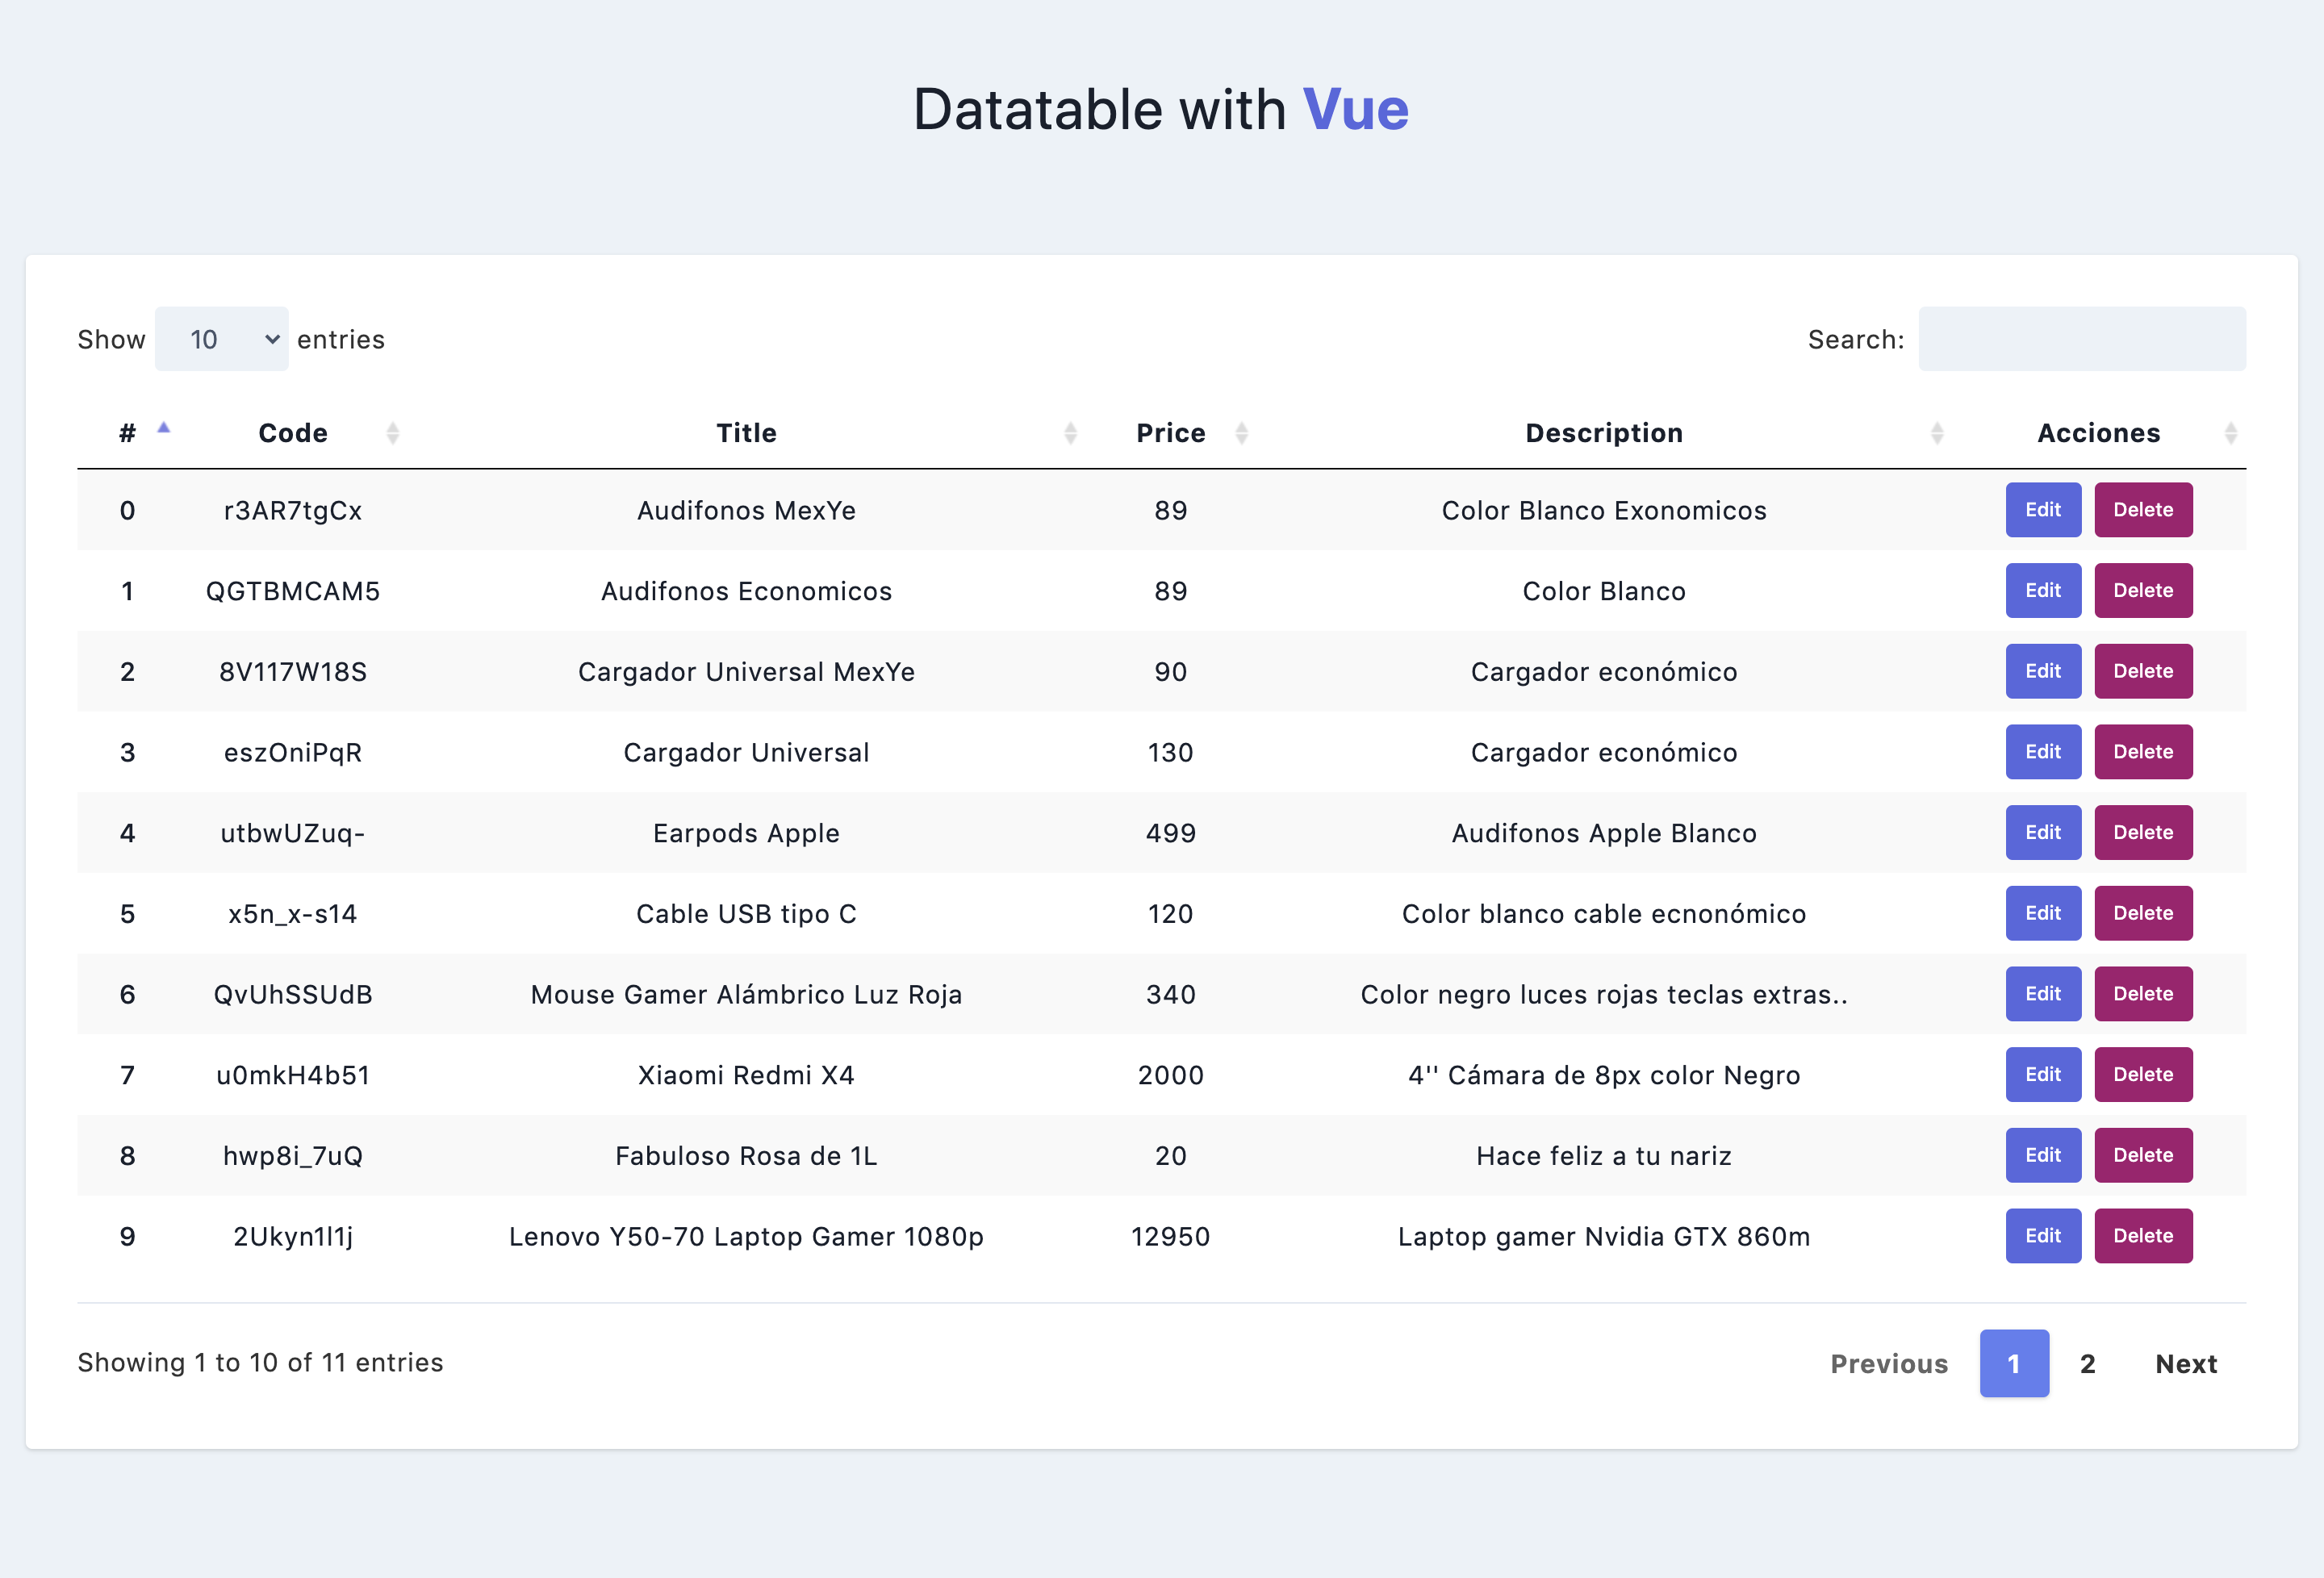 Datatable with Vue
Show 10 entries Search:
# Code Title Price Description Acciones
0 r3AR7tgCx Audifonos MexYe 89 Color Blanco Exonomicos Edit Delete
1 QGTBMCAM5 Audifonos Economicos 89 Color Blanco Edit Delete
2 8V117W18S Cargador Universal MexYe 90 Cargador económico Edit Delete
3 eszOniPqR Cargador Universal 130 Cargador económico Edit Delete
4 utbwUZuq- Earpods Apple 499 Audifonos Apple Blanco Edit Delete
5 x5n_x-s14 Cable USB tipo C 120 Color blanco cable ecnonómico Edit Delete
6 QvUhSSUdB Mouse Gamer Alámbrico Luz Roja 340 Color negro luces rojas teclas extras.. Edit Delete
7 u0mkH4b51 Xiaomi Redmi X4 2000 4'' Cámara de 8px color Negro Edit Delete
8 hwp8i_7uQ Fabuloso Rosa de 1L 20 Hace feliz a tu nariz Edit Delete
9 2Ukyn1l1j Lenovo Y50-70 Laptop Gamer 1080p 12950 Laptop gamer Nvidia GTX 860m Edit Delete
Showing 1 to 10 of 11 entries Previous 1 2 Next